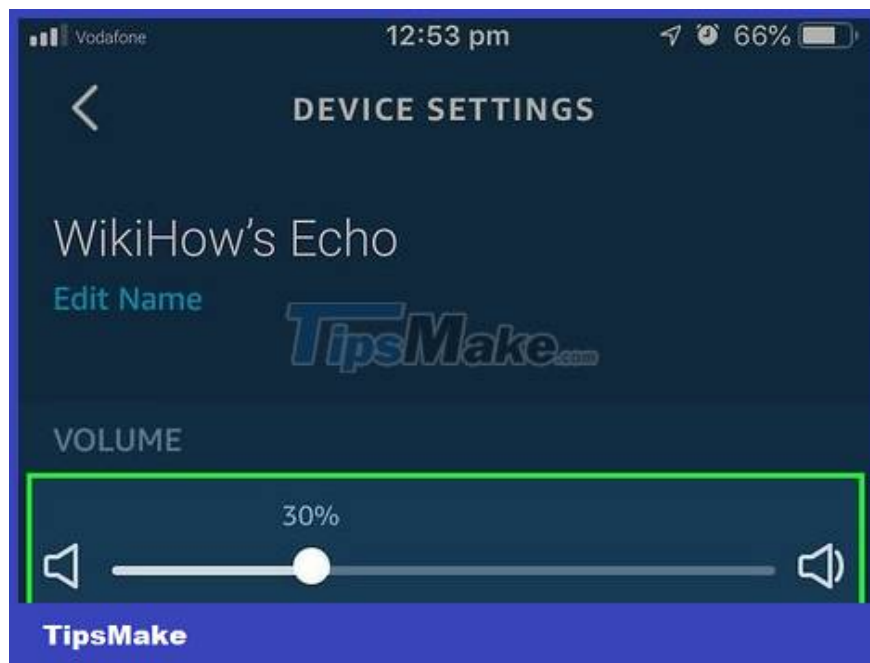 Vodafone 12:53 pm 66%
DEVICE SETTINGS
WikiHow's Echo
Edit Name
TipsMake.com
VOLUME
30%
TipsMake